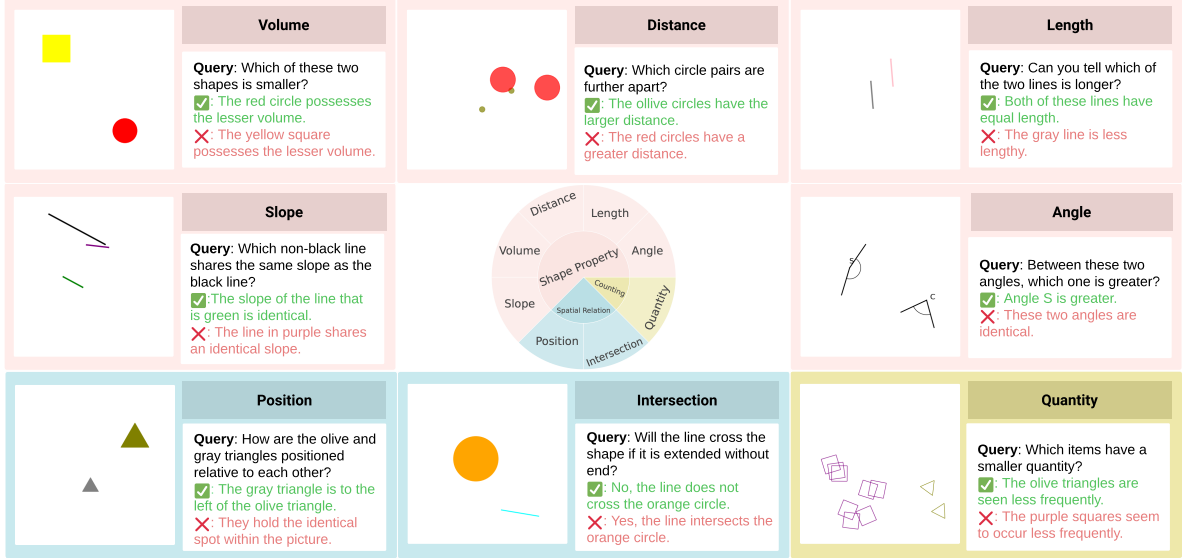 Volume
Query: Which of these two
shapes is smaller?
✅: The red circle possesses
the lesser volume.
❌: The yellow square
possesses the lesser volume.
Distance
Query: Which circle pairs are
further apart?
✅: The ollive circles have the
larger distance.
❌: The red circles have a
greater distance.
Length
Query: Can you tell which of
the two lines is longer?
✅: Both of these lines have
equal length.
❌: The gray line is less
lengthy.
Slope
Query: Which non-black line
shares the same slope as the
black line?
✅:The slope of the line that
is green is identical.
❌: The line in purple shares
an identical slope.
Distance
Length
Volume
Angle
Shape Property
Slope
Counting
Quantity
Spatial Relation
Position
Intersection
Angle
S
C
Query: Between these two
angles, which one is greater?
✅: Angle S is greater.
❌: These two angles are
identical.
Position
Query: How are the olive and
gray triangles positioned
relative to each other?
✅: The gray triangle is to the
left of the olive triangle.
❌: They hold the identical
spot within the picture.
Intersection
Query: Will the line cross the
shape if it is extended without
end?
✅: No, the line does not
cross the orange circle.
❌: Yes, the line intersects the
orange circle.
Quantity
Query: Which items have a
smaller quantity?
✅: The olive triangles are
seen less frequently.
❌: The purple squares seem
to occur less frequently.